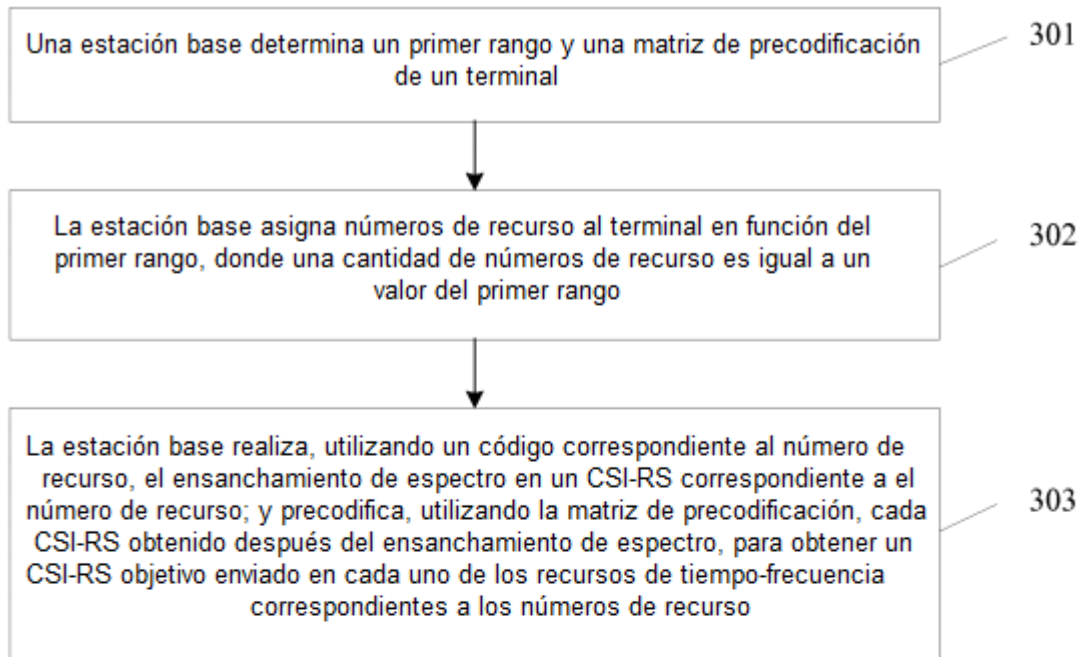 Una estación base determina un primer rango y una matriz de precodificación
de un terminal
301
La estación base asigna números de recurso al terminal en función del
primer rango, donde una cantidad de números de recurso es igual a un
valor del primer rango
302
La estación base realiza, utilizando un código correspondiente al número de
recurso, el ensanchamiento de espectro en un CSI-RS correspondiente a el
número de recurso; y precodifica, utilizando la matriz de precodificación, cada
CSI-RS obtenido después del ensanchamiento de espectro, para obtener un
CSI-RS objetivo enviado en cada uno de los recursos de tiempo-frecuencia
correspondientes a los números de recurso
303